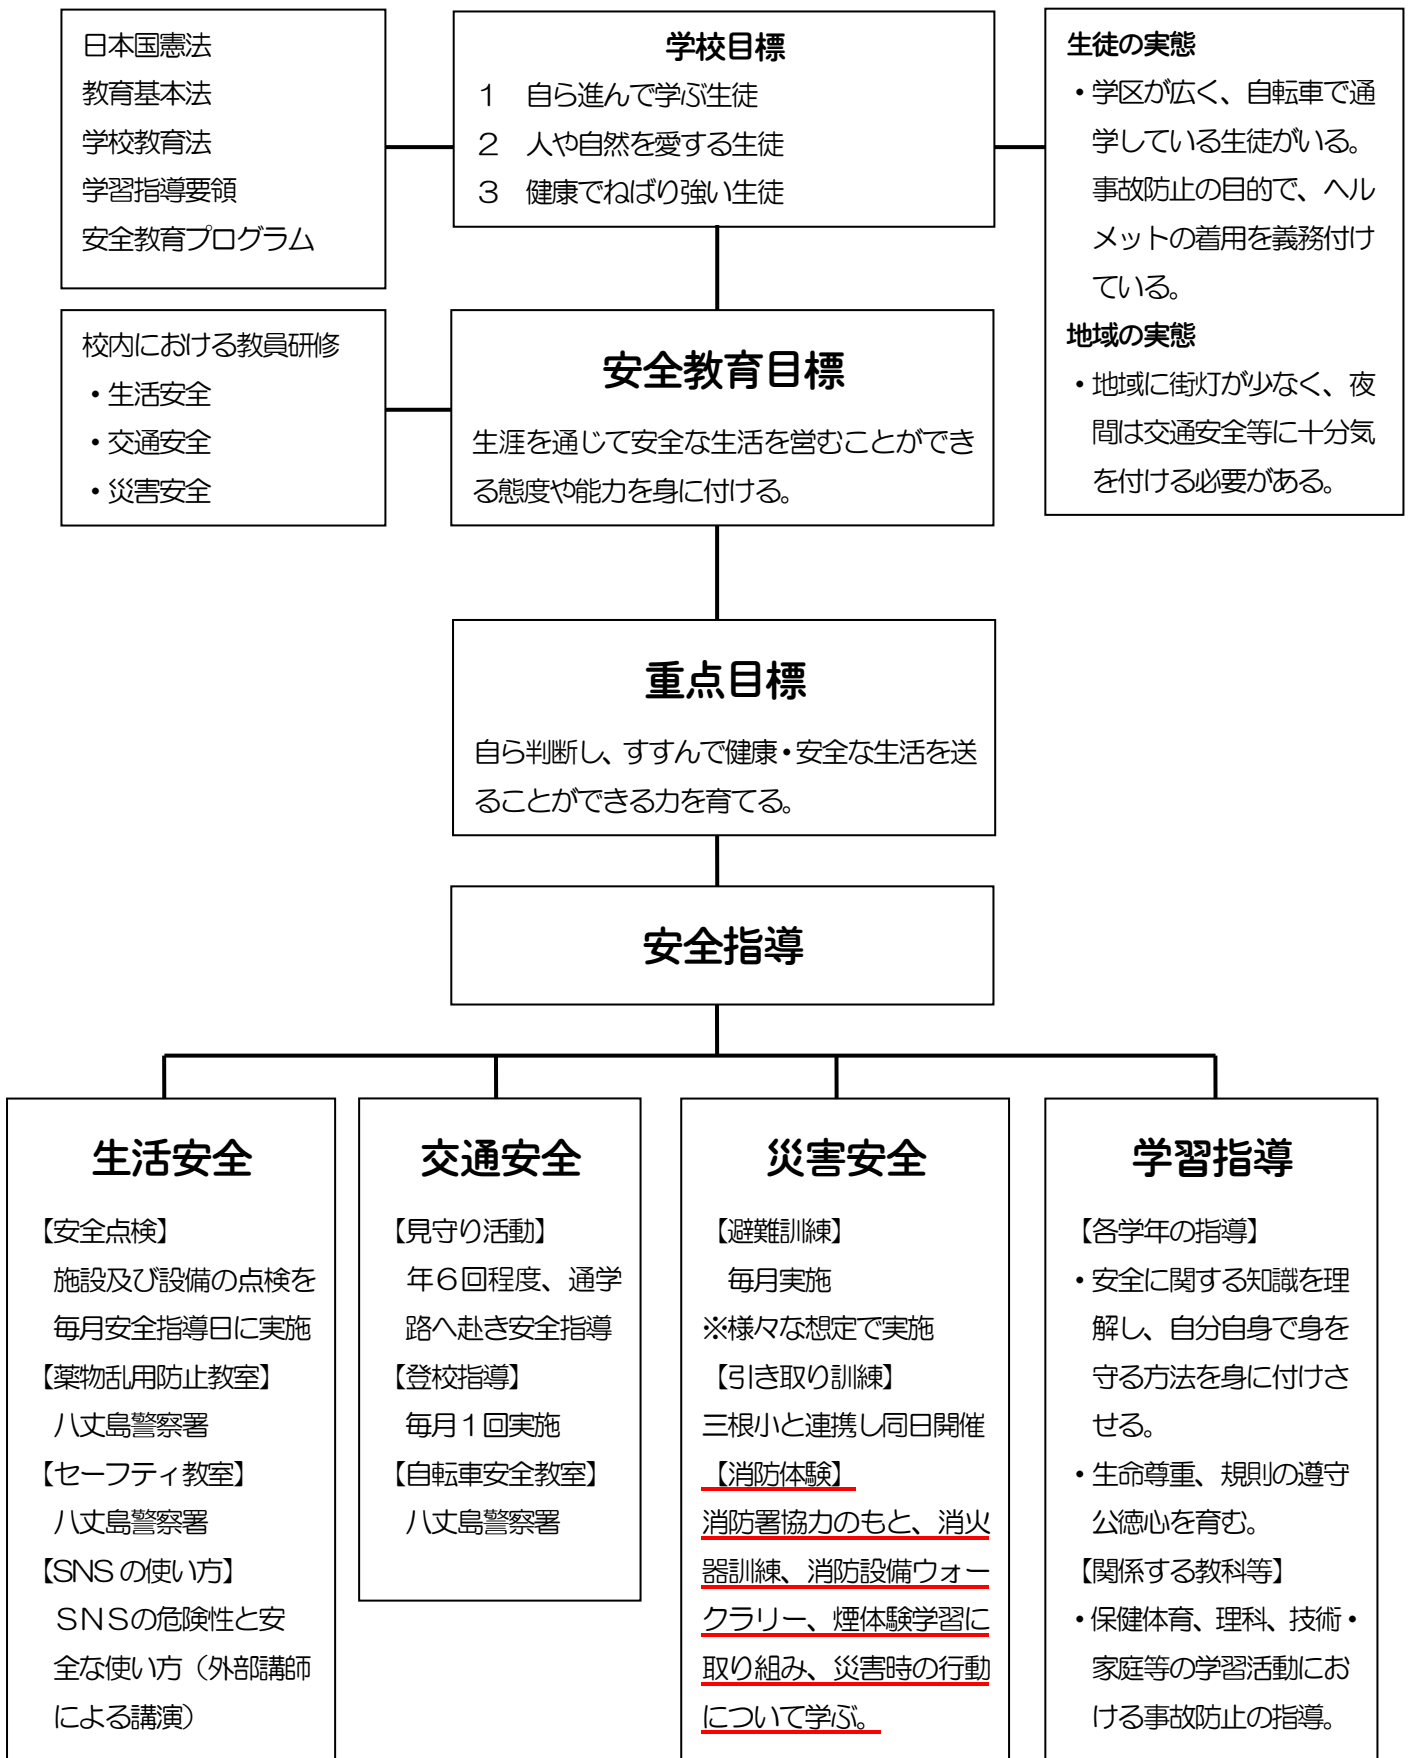 日本国憲法
教育基本法
学校教育法
学習指導要領
安全教育プログラム
学校目標
1 自ら進んで学ぶ生徒
2 人や自然を愛する生徒
3 健康でねばり強い生徒
生徒の実態
・学区が広く、自転車で通
学している生徒がいる。
事故防止の目的で、ヘル
メットの着用を義務付け
ている。
地域の実態
・地域に街灯が少なく、夜
間は交通安全等に十分気
を付ける必要がある。
校内における教員研修
・生活安全
・交通安全
・災害安全
安全教育目標
生涯を通じて安全な生活を営むことができ
る態度や能力を身に付ける。
重点目標
自ら判断し、すすんで健康・安全な生活を送
ることができる力を育てる。
安全指導
生活安全
【安全点検】
施設及び設備の点検を
毎月安全指導日に実施
【薬物乱用防止教室】
八丈島警察署
【セーフティ教室】
八丈島警察署
【SNSの使い方】
SNSの危険性と安
全な使い方（外部講師
による講演）
交通安全
【見守り活動】
年6回程度、通学
路へ赴き安全指導
【登校指導】
毎月1回実施
【自転車安全教室】
八丈島警察署
災害安全
【避難訓練】
毎月実施
※様々な想定で実施
【引き取り訓練】
三根小と連携し同日開催
【消防体験】
消防署協力のもと、消火
器訓練、消防設備ウォー
クラリー、煙体験学習に
取り組み、災害時の行動
について学ぶ。
学習指導
【各学年の指導】
・安全に関する知識を理
解し、自分自身で身を
守る方法を身に付けさ
せる。
・生命尊重、規則の遵守
公徳心を育む。
【関係する教科等】
・保健体育、理科、技術・
家庭等の学習活動にお
ける事故防止の指導。